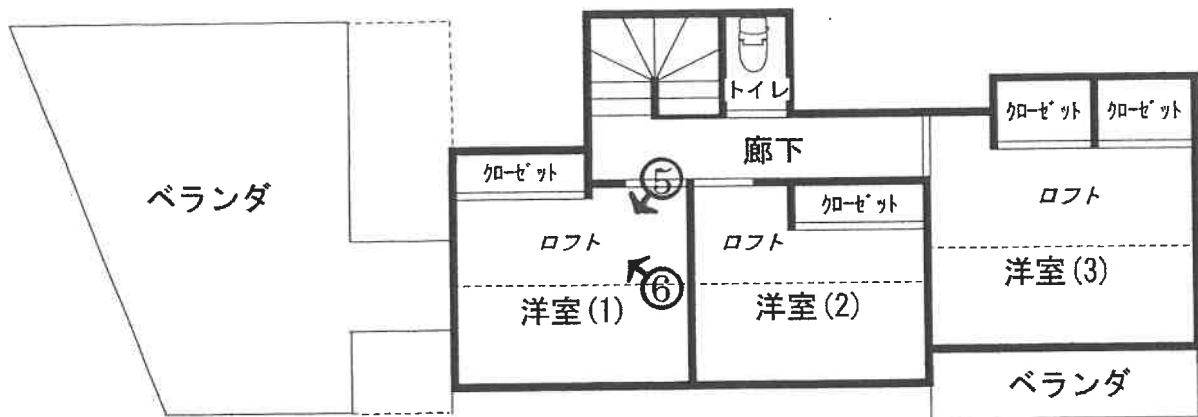 トイレ
クローゼット
クローゼット
廊下
ベランダ
クローゼット
⑤
クローゼット
ロフト
ロフト
ロフト
⑥
洋室(1)
洋室(2)
洋室(3)
ベランダ